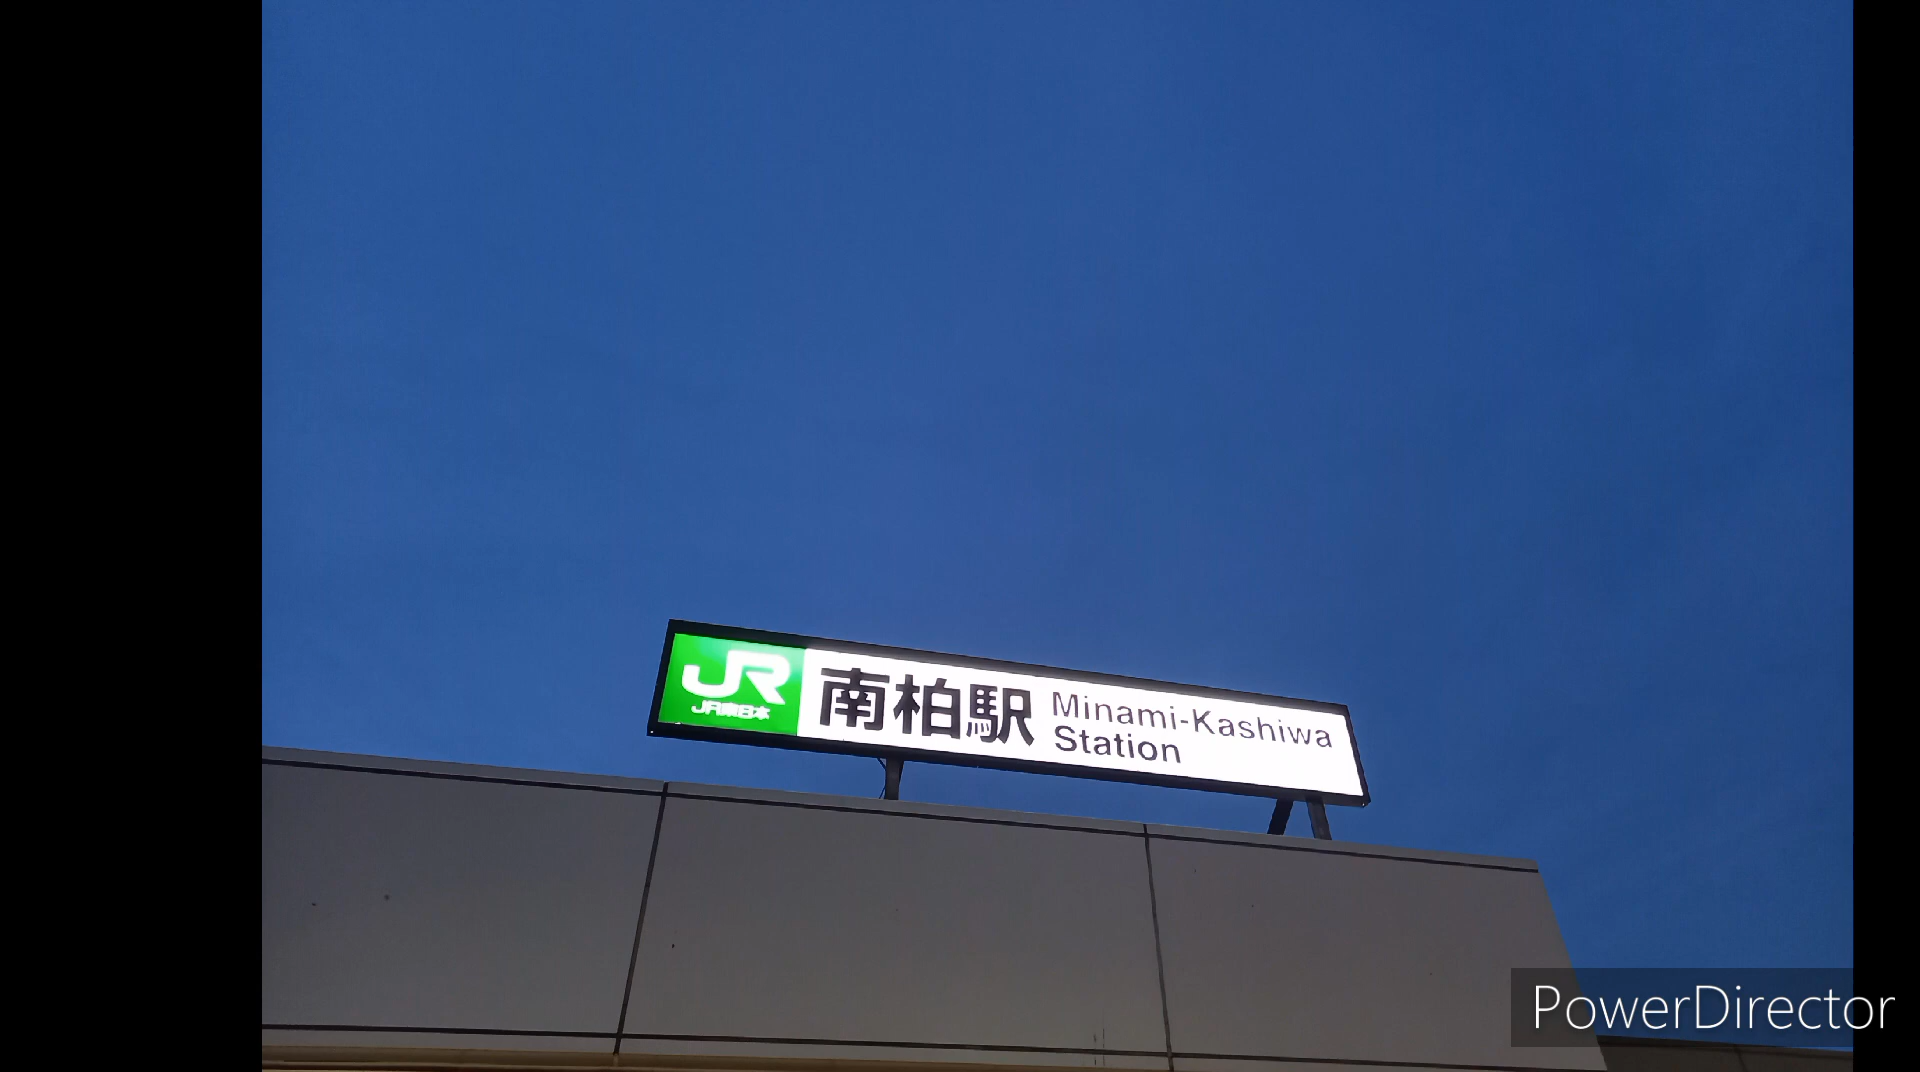 JR
JR東日本
南柏駅
Minami-Kashiwa
Station
PowerDirector